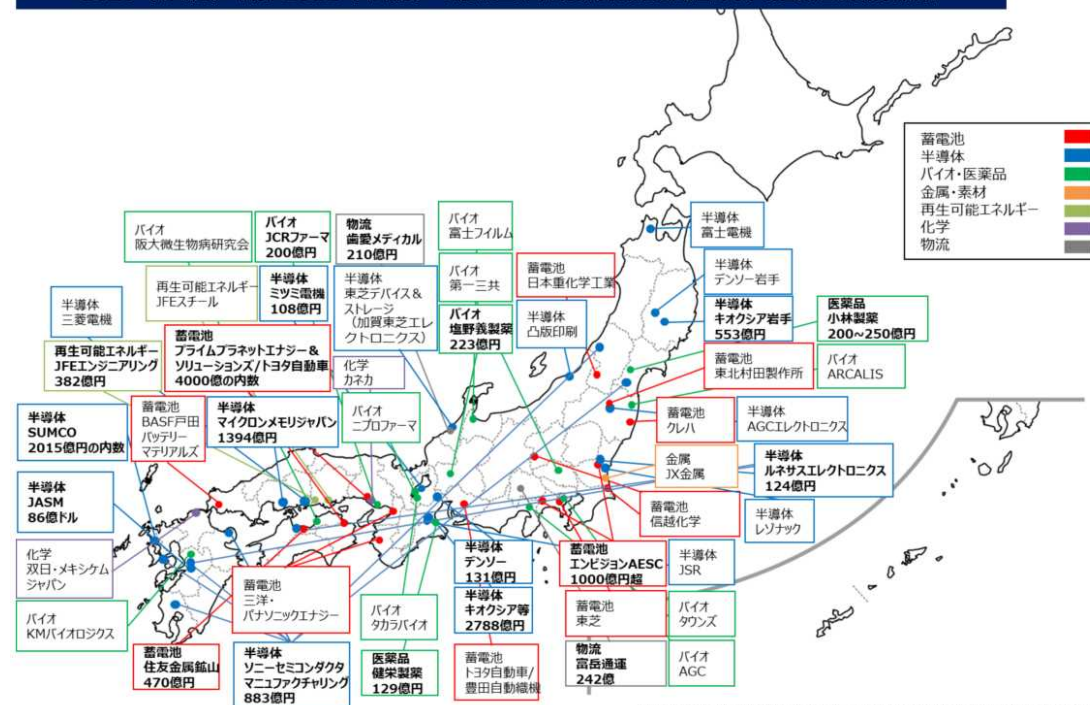 蓄電池
半導体
バイオ・医薬品
金属・素材
再生可能エネルギー
化学
物流
バイオ
阪大微生物病研究会
バイオ
JCRファーマ
200億円
物流
歯愛メディカル
210億円
バイオ
富士フイルム
半導体
富士電機
再生可能エネルギー
JFEスチール
半導体
ミツミ電機
108億円
半導体
東芝デバイス&
ストレージ
(加賀東芝エレ
クトロニクス)
バイオ
第一三共
蓄電池
日本重化学工業
半導体
デンソー岩手
半導体
三菱電機
蓄電池
プライムプラネットエナジー&
ソリューションズ/トヨタ自動車
4000億の内数
バイオ
塩野義製薬
223億円
半導体
凸版印刷
半導体
キオクシア岩手
553億円
医薬品
小林製薬
200~250億円
再生可能エネルギー
JFEエンジニアリング
382億円
化学
カネカ
蓄電池
東北村田製作所
バイオ
ARCALIS
半導体
SUMCO
2015億円の内数
蓄電池
BASF戸田
バッテリー
マテリアルズ
半導体
マイクロンメモリジャパン
1394億円
バイオ
ニプロファーマ
蓄電池
クレハ
半導体
AGCエレクトロニクス
半導体
JASM
86億ドル
金属
JX金属
半導体
ルネサスエレクトロニクス
124億円
蓄電池
信越化学
半導体
レゾナック
化学
双日・メキシケム
ジャパン
蓄電池
三洋・
パナソニックエナジー
半導体
デンソー
131億円
蓄電池
エンビジョンAESC
1000億円超
半導体
JSR
バイオ
KMバイオロジクス
バイオ
タカラバイオ
半導体
キオクシア等
2788億円
蓄電池
東芝
バイオ
タウンズ
蓄電池
住友金属鉱山
470億円
半導体
ソニーセミコンダクタ
マニュファクチャリング
883億円
医薬品
健栄製薬
129億円
蓄電池
トヨタ自動車/
豊田自動織機
物流
富岳通運
242億
バイオ
AGC